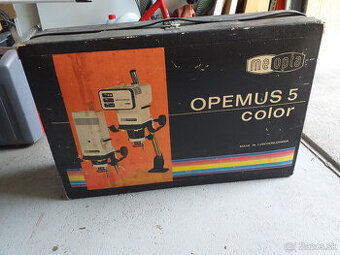 meopta
OPEMUS 5
color
MADE IN CZECHOSLOVAKIA
bazos.sk